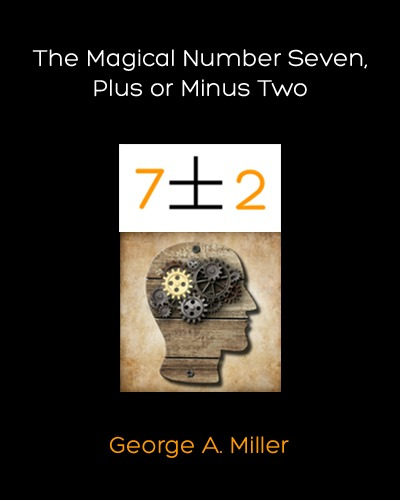 The Magical Number Seven,
Plus or Minus Two
7±2
George A. Miller